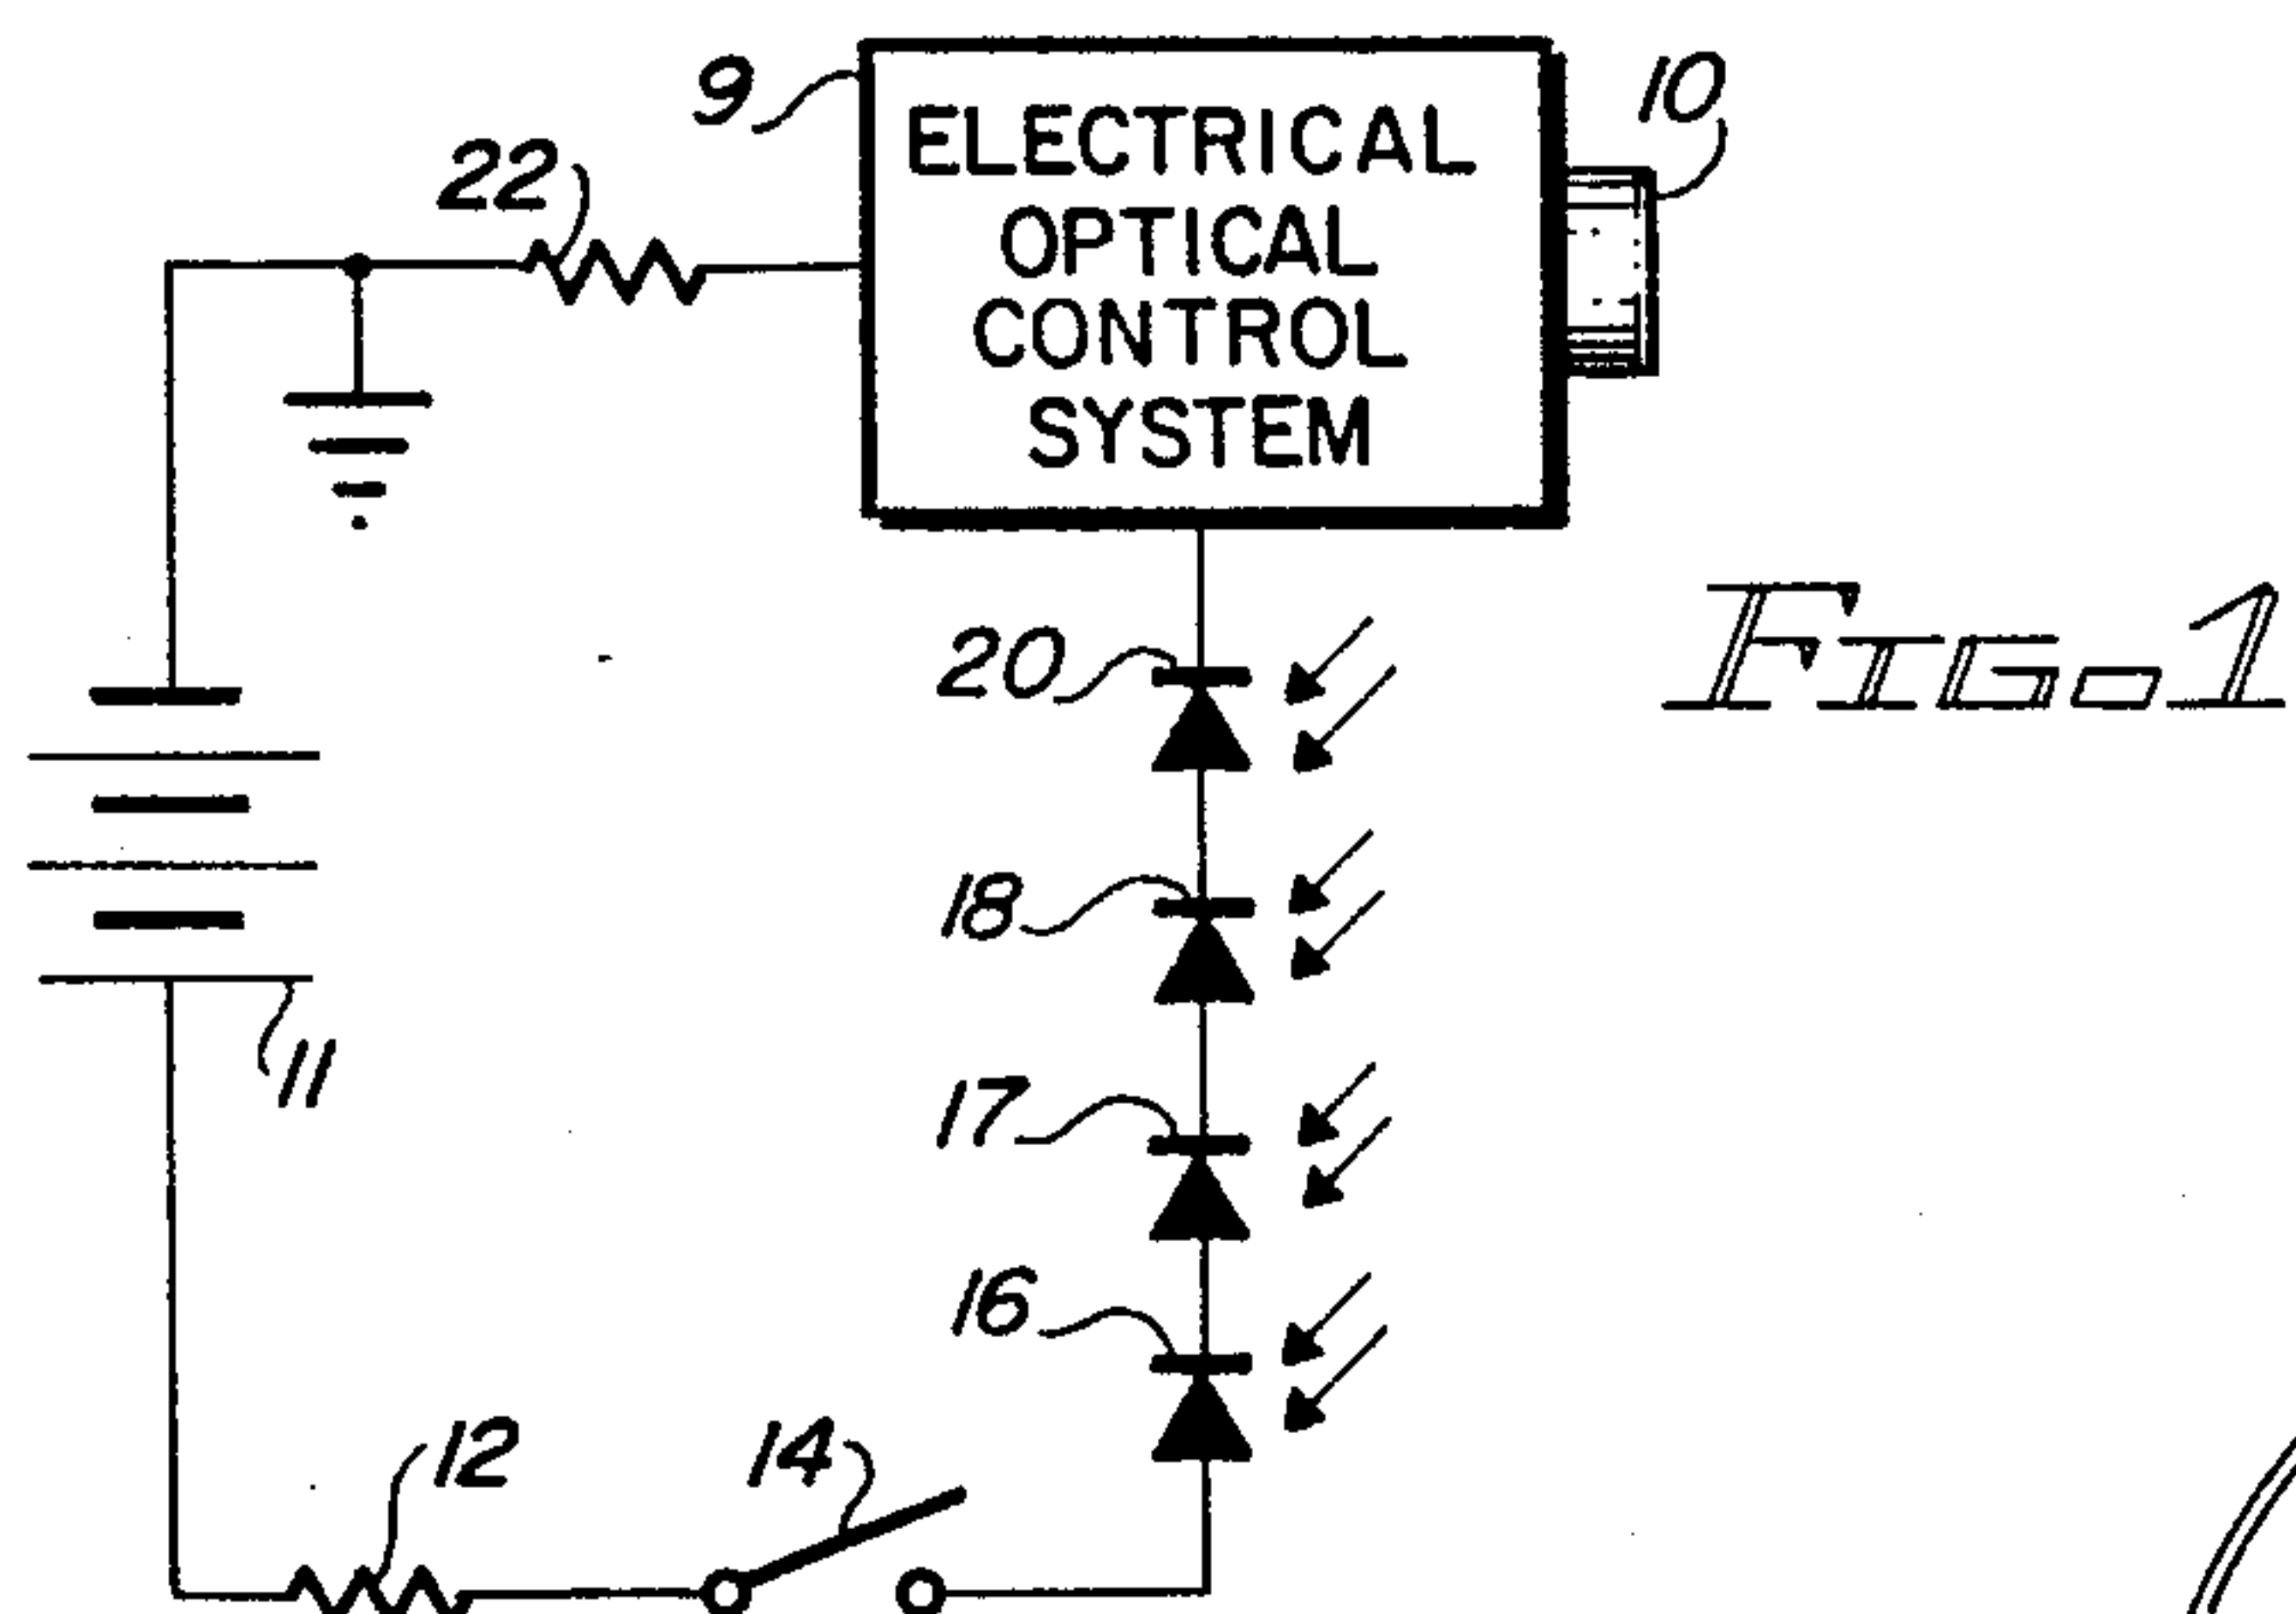 9
10
22
ELECTRICAL
OPTICAL
CONTROL
SYSTEM
FIG. 1
20
18
11
17
16
12
14